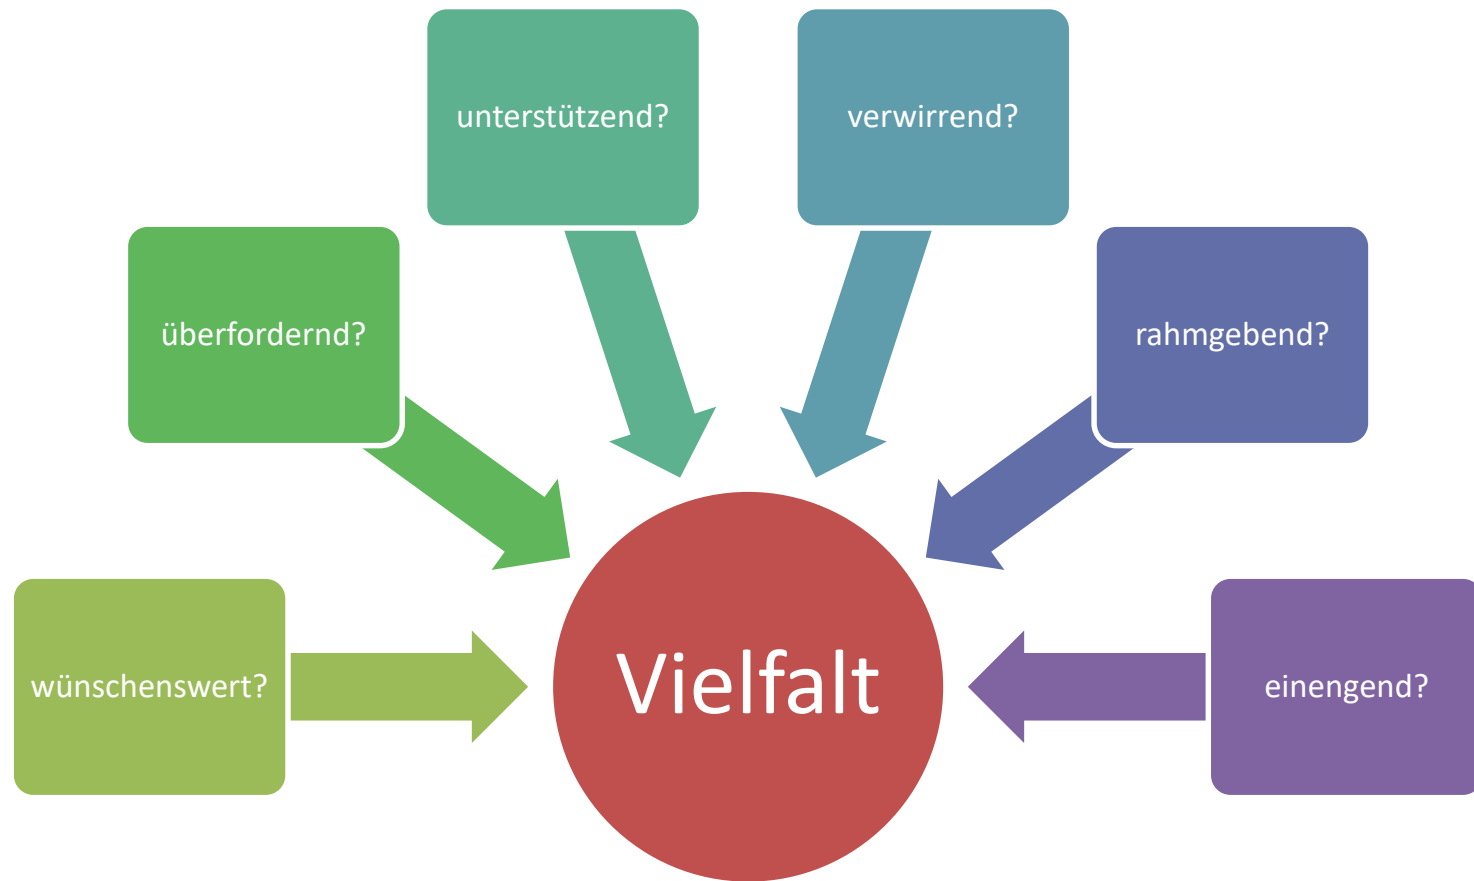 unterstützend?
verwirrend?
überfordernd?
rahmgebend?
wünschenswert?
Vielfalt
einengend?